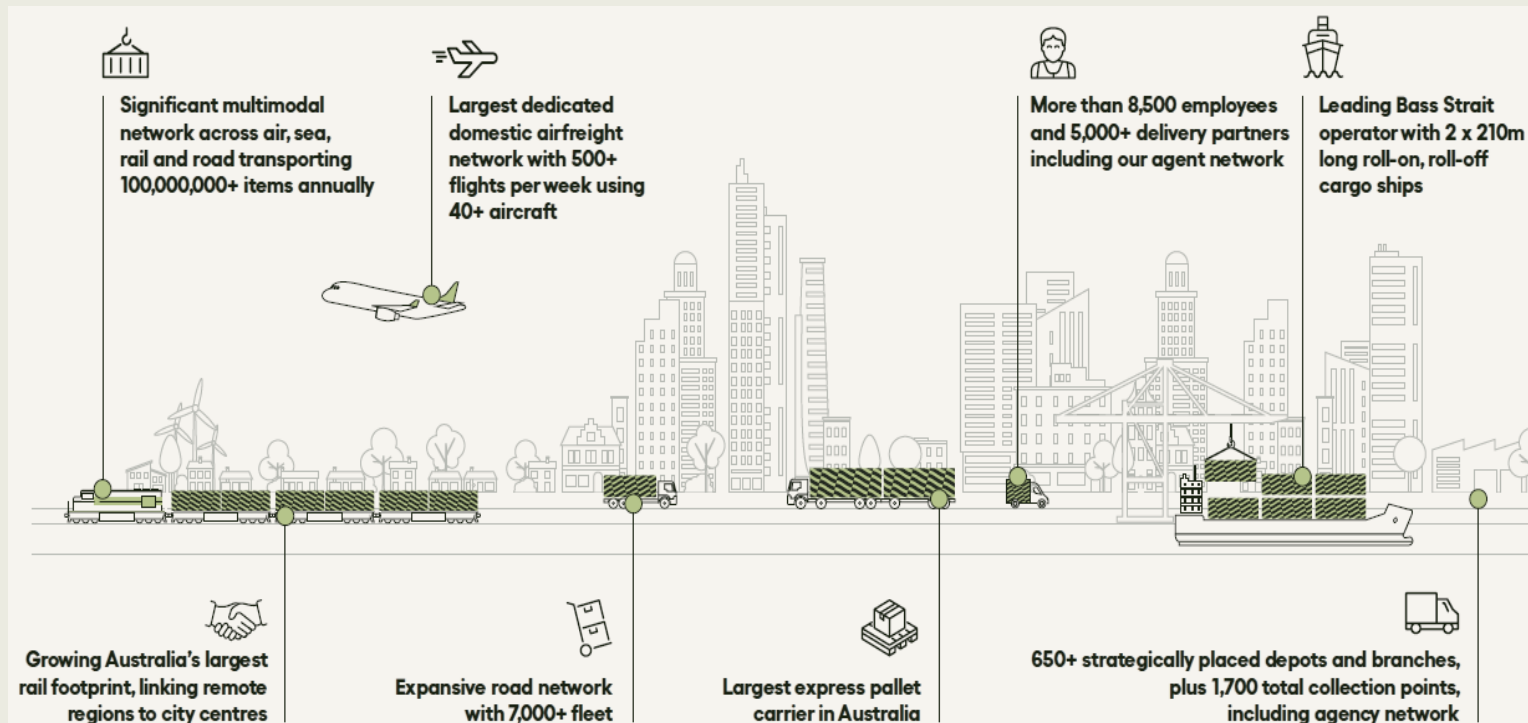 Significant multimodal
network across air, sea,
rail and road transporting
100,000,000+ items annually
Largest dedicated
domestic airfreight
network with 500+
flights per week using
40+ aircraft
More than 8,500 employees
and 5,000+ delivery partners
including our agent network
Leading Bass Strait
operator with 2 x 210m
long roll-on, roll-off
cargo ships
Growing Australia’s largest
rail footprint, linking remote
regions to city centres
Expansive road network
with 7,000+ fleet
Largest express pallet
carrier in Australia
650+ strategically placed depots and branches,
plus 1,700 total collection points,
including agency network